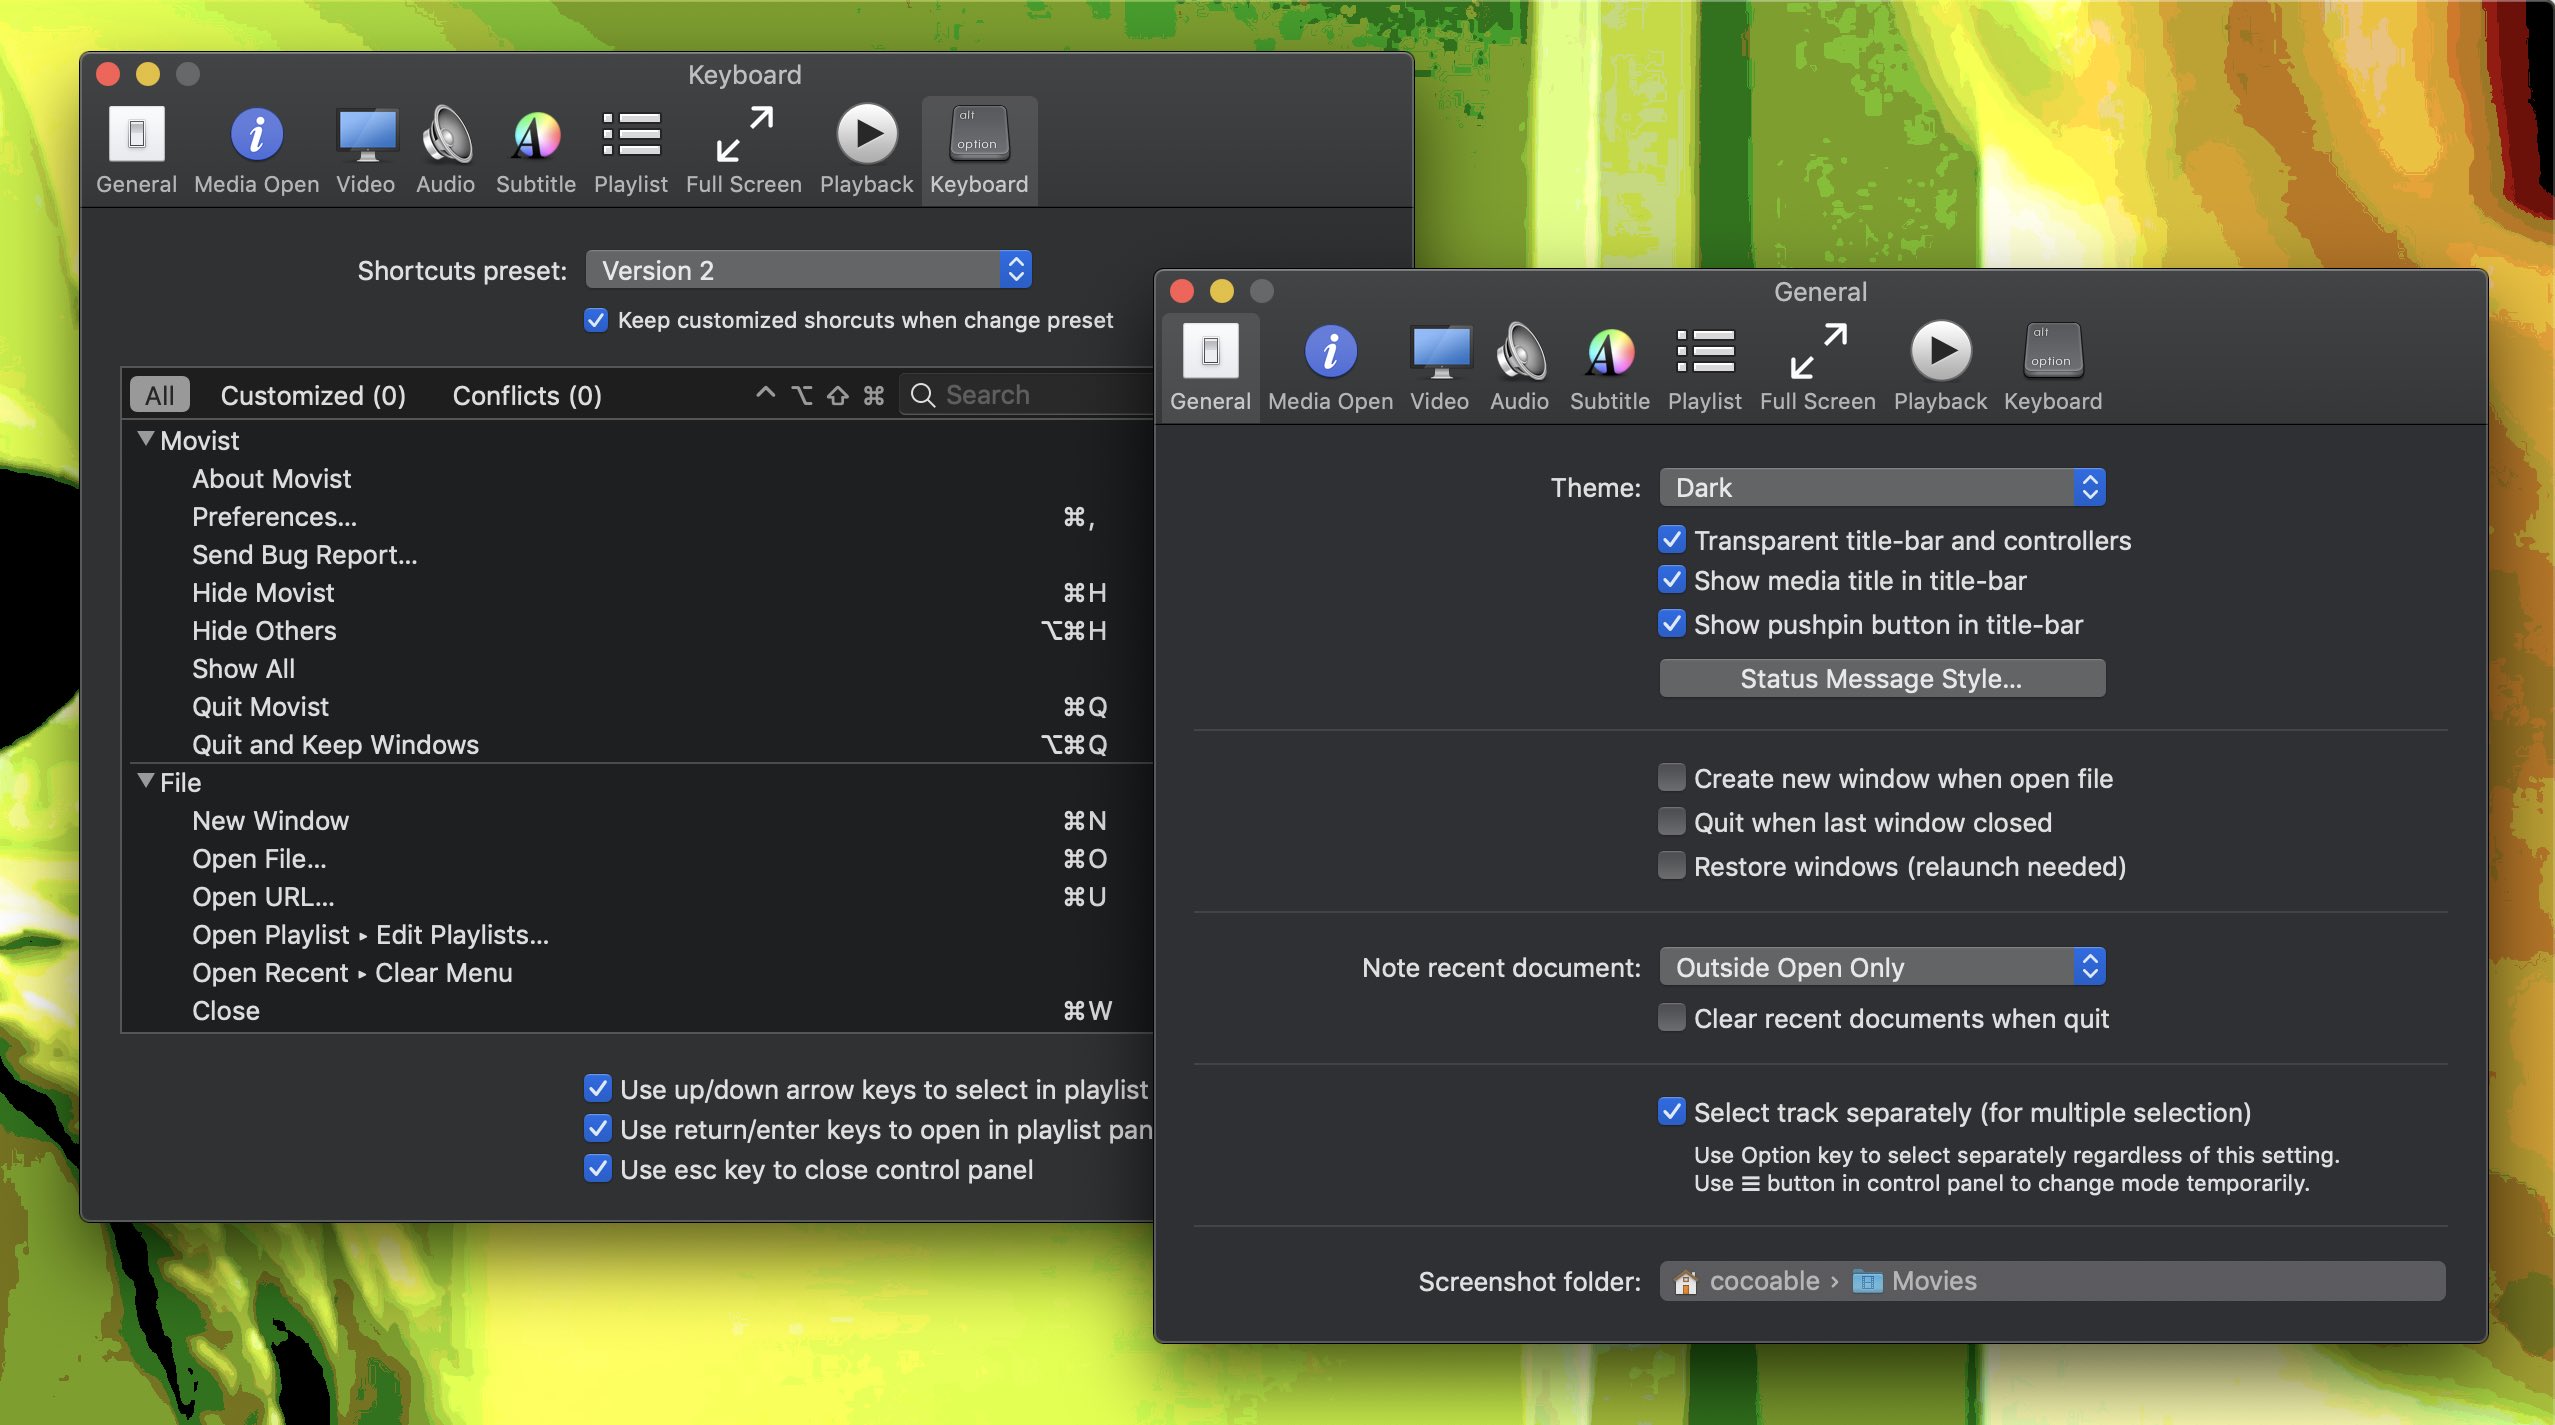 Keyboard
alt
option
General Media Open Video Audio Subtitle Playlist Full Screen Playback Keyboard
Shortcuts preset: Version 2
Keep customized shorcuts when change preset
All Customized (0) Conflicts (0) ^ ⌥ ⇧ ⌘ Search
Movist
About Movist
Preferences... ⌘,
Send Bug Report...
Hide Movist ⌘H
Hide Others ⌥⌘H
Show All
Quit Movist ⌘Q
Quit and Keep Windows ⌥⌘Q
File
New Window ⌘N
Open File... ⌘O
Open URL... ⌘U
Open Playlist ▸ Edit Playlists...
Open Recent ▸ Clear Menu
Close ⌘W
Use up/down arrow keys to select in playlist
Use return/enter keys to open in playlist pan
Use esc key to close control panel
General
alt
option
General Media Open Video Audio Subtitle Playlist Full Screen Playback Keyboard
Theme: Dark
Transparent title-bar and controllers
Show media title in title-bar
Show pushpin button in title-bar
Status Message Style...
Create new window when open file
Quit when last window closed
Restore windows (relaunch needed)
Note recent document: Outside Open Only
Clear recent documents when quit
Select track separately (for multiple selection)
Use Option key to select separately regardless of this setting.
Use ☰ button in control panel to change mode temporarily.
Screenshot folder: cocoable › Movies